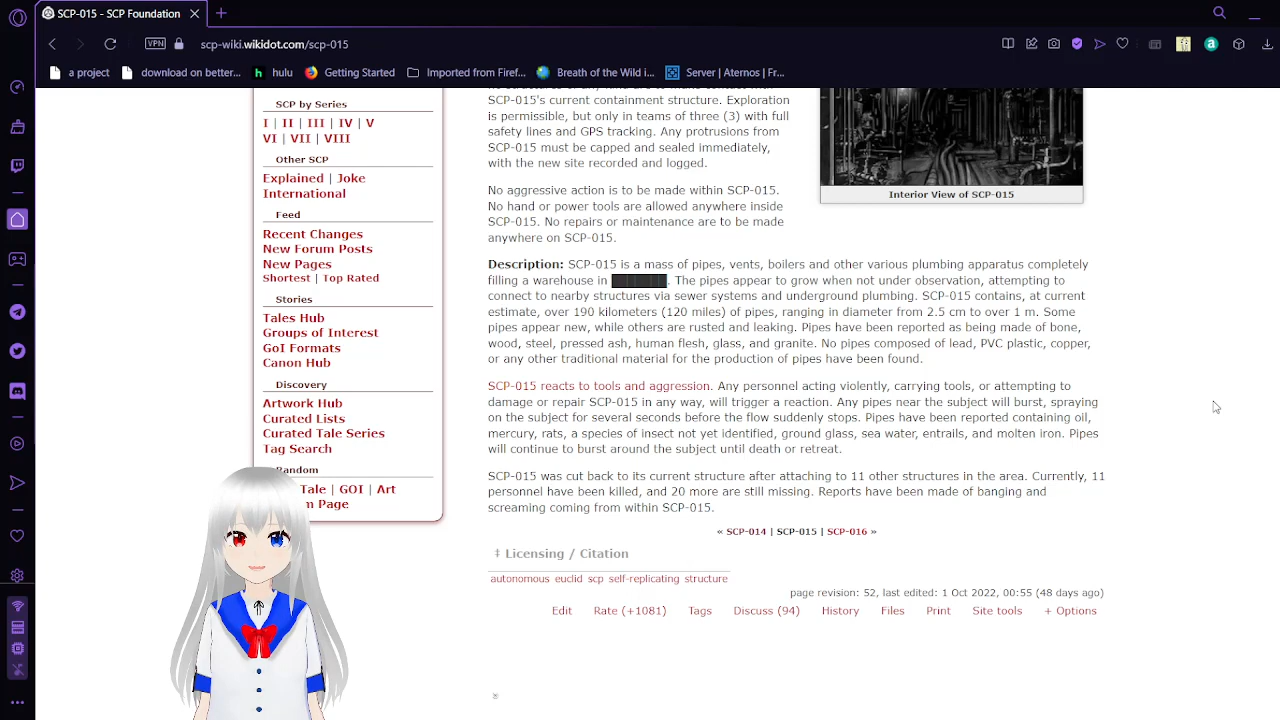 SCP-015 - SCP Foundation
VPN scp-wiki.wikidot.com/scp-015
a project download on better... hulu Getting Started Imported from Firef... Breath of the Wild i... Server | Aternos | Fr...
SCP by Series
I | II | III | IV | V
VI | VII | VIII
Other SCP
Explained | Joke
International
Feed
Recent Changes
New Forum Posts
New Pages
Shortest | Top Rated
Stories
Tales Hub
Groups of Interest
GoI Formats
Canon Hub
Discovery
Artwork Hub
Curated Lists
Curated Tale Series
Tag Search
Random
Tale | GOI | Art
Page
SCP-015's current containment structure. Exploration
is permissible, but only in teams of three (3) with full
safety lines and GPS tracking. Any protrusions from
SCP-015 must be capped and sealed immediately,
with the new site recorded and logged.
No aggressive action is to be made within SCP-015.
No hand or power tools are allowed anywhere inside
SCP-015. No repairs or maintenance are to be made
anywhere on SCP-015.
Interior View of SCP-015
Description: SCP-015 is a mass of pipes, vents, boilers and other various plumbing apparatus completely
filling a warehouse in . The pipes appear to grow when not under observation, attempting to
connect to nearby structures via sewer systems and underground plumbing. SCP-015 contains, at current
estimate, over 190 kilometers (120 miles) of pipes, ranging in diameter from 2.5 cm to over 1 m. Some
pipes appear new, while others are rusted and leaking. Pipes have been reported as being made of bone,
wood, steel, pressed ash, human flesh, glass, and granite. No pipes composed of lead, PVC plastic, copper,
or any other traditional material for the production of pipes have been found.
SCP-015 reacts to tools and aggression. Any personnel acting violently, carrying tools, or attempting to
damage or repair SCP-015 in any way, will trigger a reaction. Any pipes near the subject will burst, spraying
on the subject for several seconds before the flow suddenly stops. Pipes have been reported containing oil,
mercury, rats, a species of insect not yet identified, ground glass, sea water, entrails, and molten iron. Pipes
will continue to burst around the subject until death or retreat.
SCP-015 was cut back to its current structure after attaching to 11 other structures in the area. Currently, 11
personnel have been killed, and 20 more are still missing. Reports have been made of banging and
screaming coming from within SCP-015.
« SCP-014 | SCP-015 | SCP-016 »
‡ Licensing / Citation
autonomous euclid scp self-replicating structure
page revision: 52, last edited: 1 Oct 2022, 00:55 (48 days ago)
Edit Rate (+1081) Tags Discuss (94) History Files Print Site tools + Options